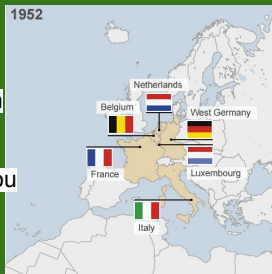 1952
Netherlands
Belgium
West Germany
France
Luxembourg
Italy